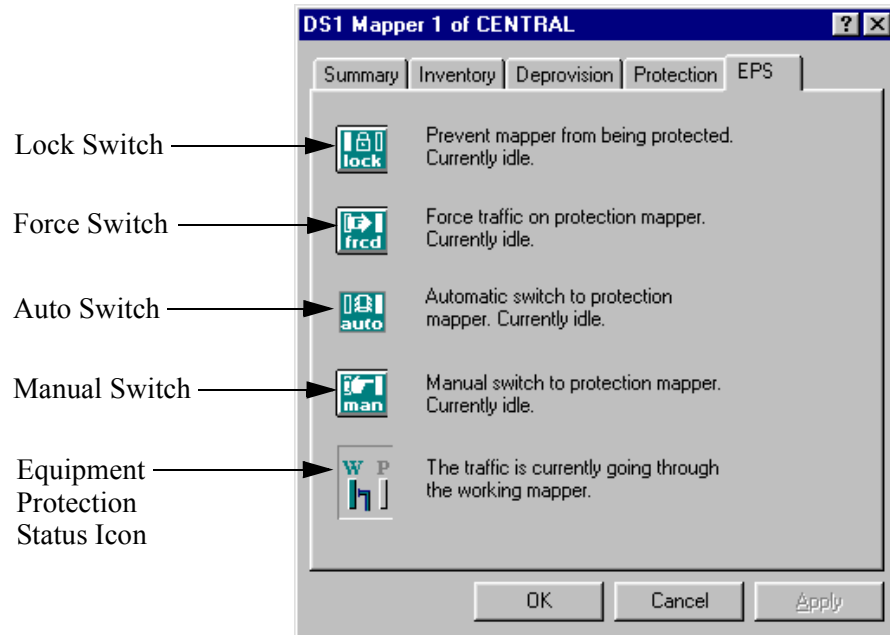 DS1 Mapper 1 of CENTRAL
Summary Inventory Deprovision Protection EPS
Lock Switch
lock
Prevent mapper from being protected.
Currently idle.
Force Switch
frcd
Force traffic on protection mapper.
Currently idle.
Auto Switch
auto
Automatic switch to protection
mapper. Currently idle.
Manual Switch
man
Manual switch to protection mapper.
Currently idle.
Equipment
Protection
Status Icon
W P
The traffic is currently going through
the working mapper.
OK Cancel Apply